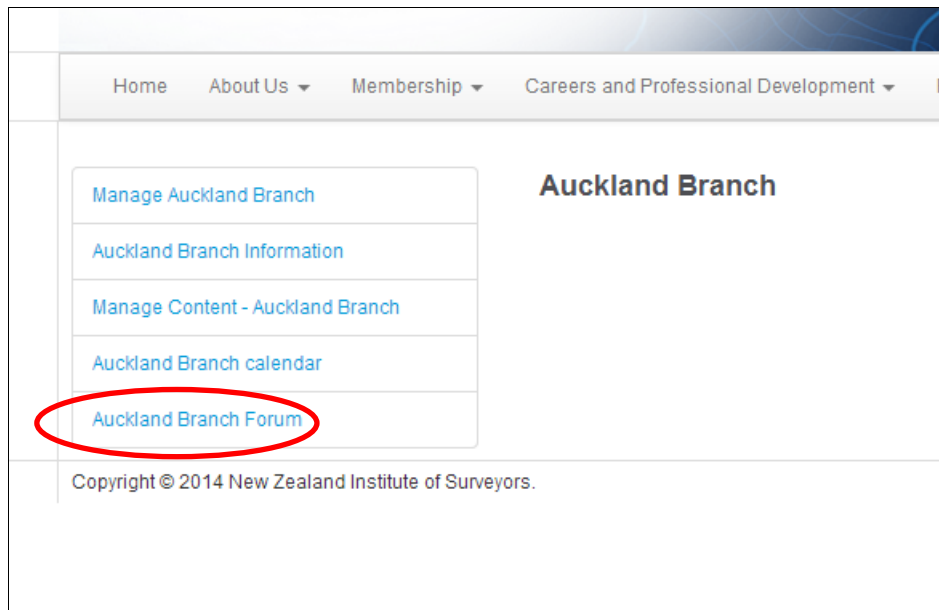 Home About Us Membership Careers and Professional Development
Auckland Branch
Manage Auckland Branch
Auckland Branch Information
Manage Content - Auckland Branch
Auckland Branch calendar
Auckland Branch Forum
Copyright © 2014 New Zealand Institute of Surveyors.